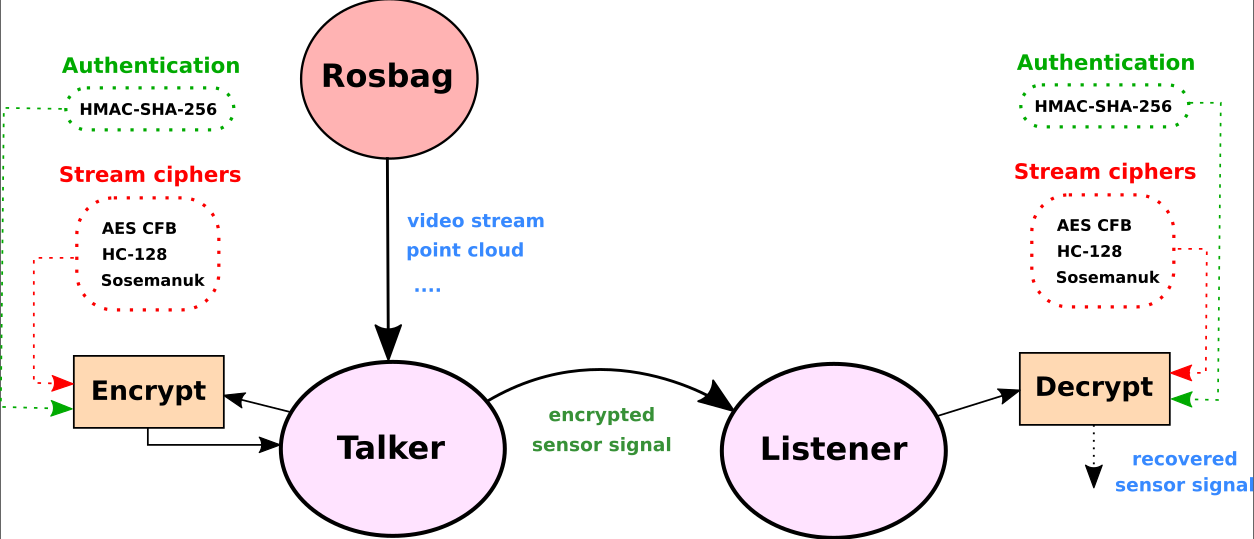 Rosbag
Authentication
HMAC-SHA-256
Stream ciphers
AES CFB
HC-128
Sosemanuk
Encrypt
video stream
point cloud
....
Talker
encrypted
sensor signal
Listener
Authentication
HMAC-SHA-256
Stream ciphers
AES CFB
HC-128
Sosemanuk
Decrypt
recovered
sensor signal